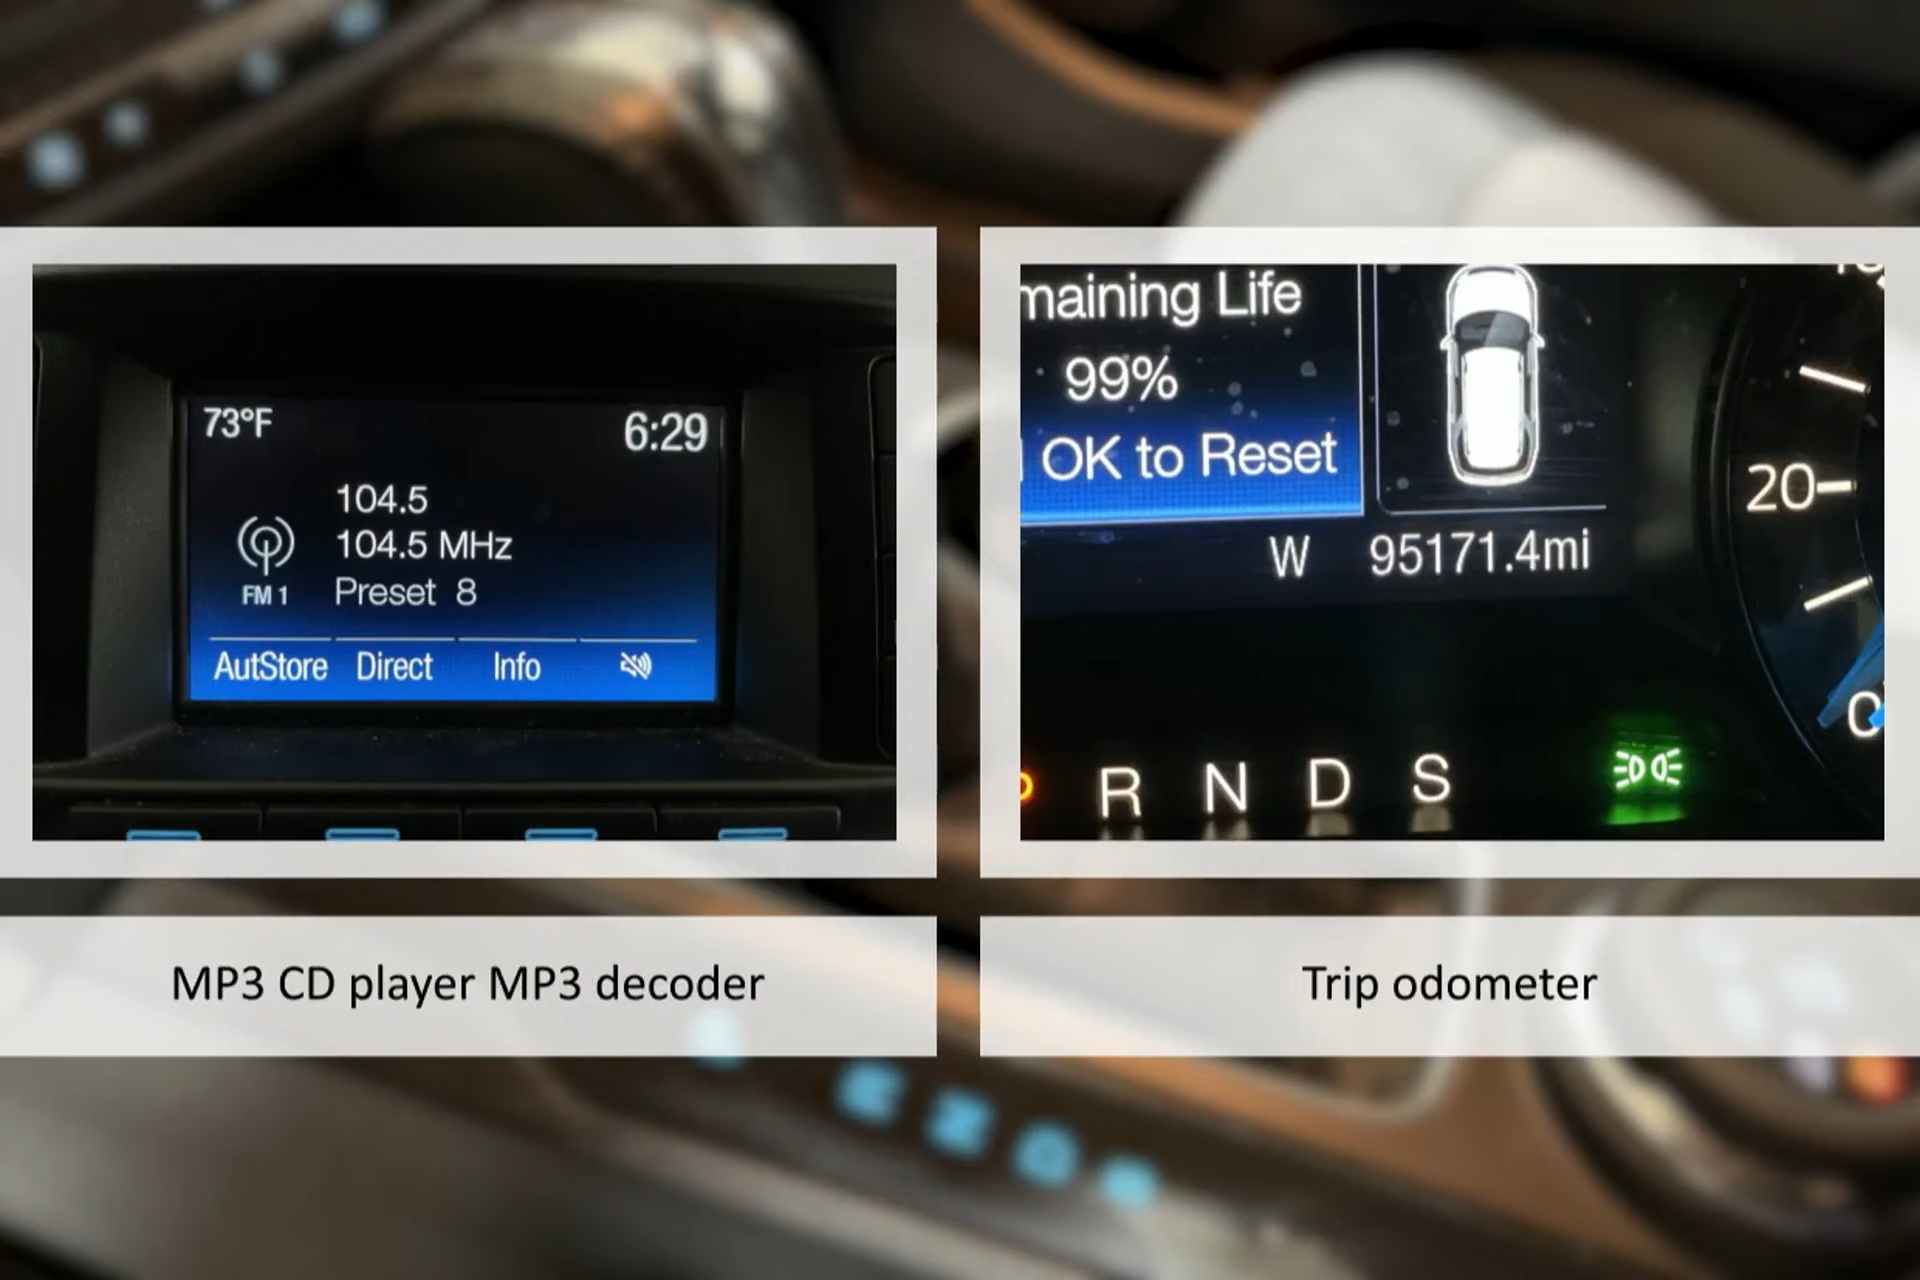 73°F
6:29
104.5
104.5 MHz
FM 1
Preset 8
AutStore Direct Info
MP3 CD player MP3 decoder
maining Life
99%
OK to Reset
W 95171.4mi
20
0
R N D S
Trip odometer